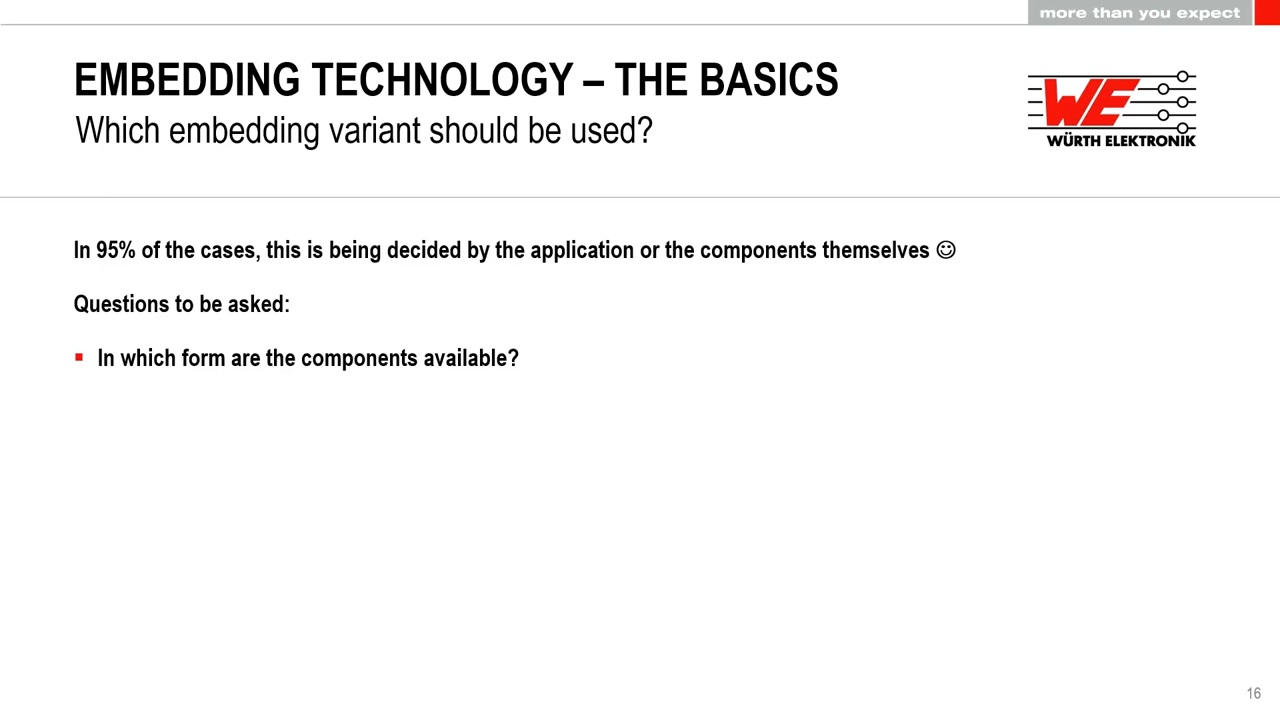 more than you expect
EMBEDDING TECHNOLOGY – THE BASICS
Which embedding variant should be used?
WE
WÜRTH ELEKTRONIK
In 95% of the cases, this is being decided by the application or the components themselves ☺
Questions to be asked:
▪ In which form are the components available?
16